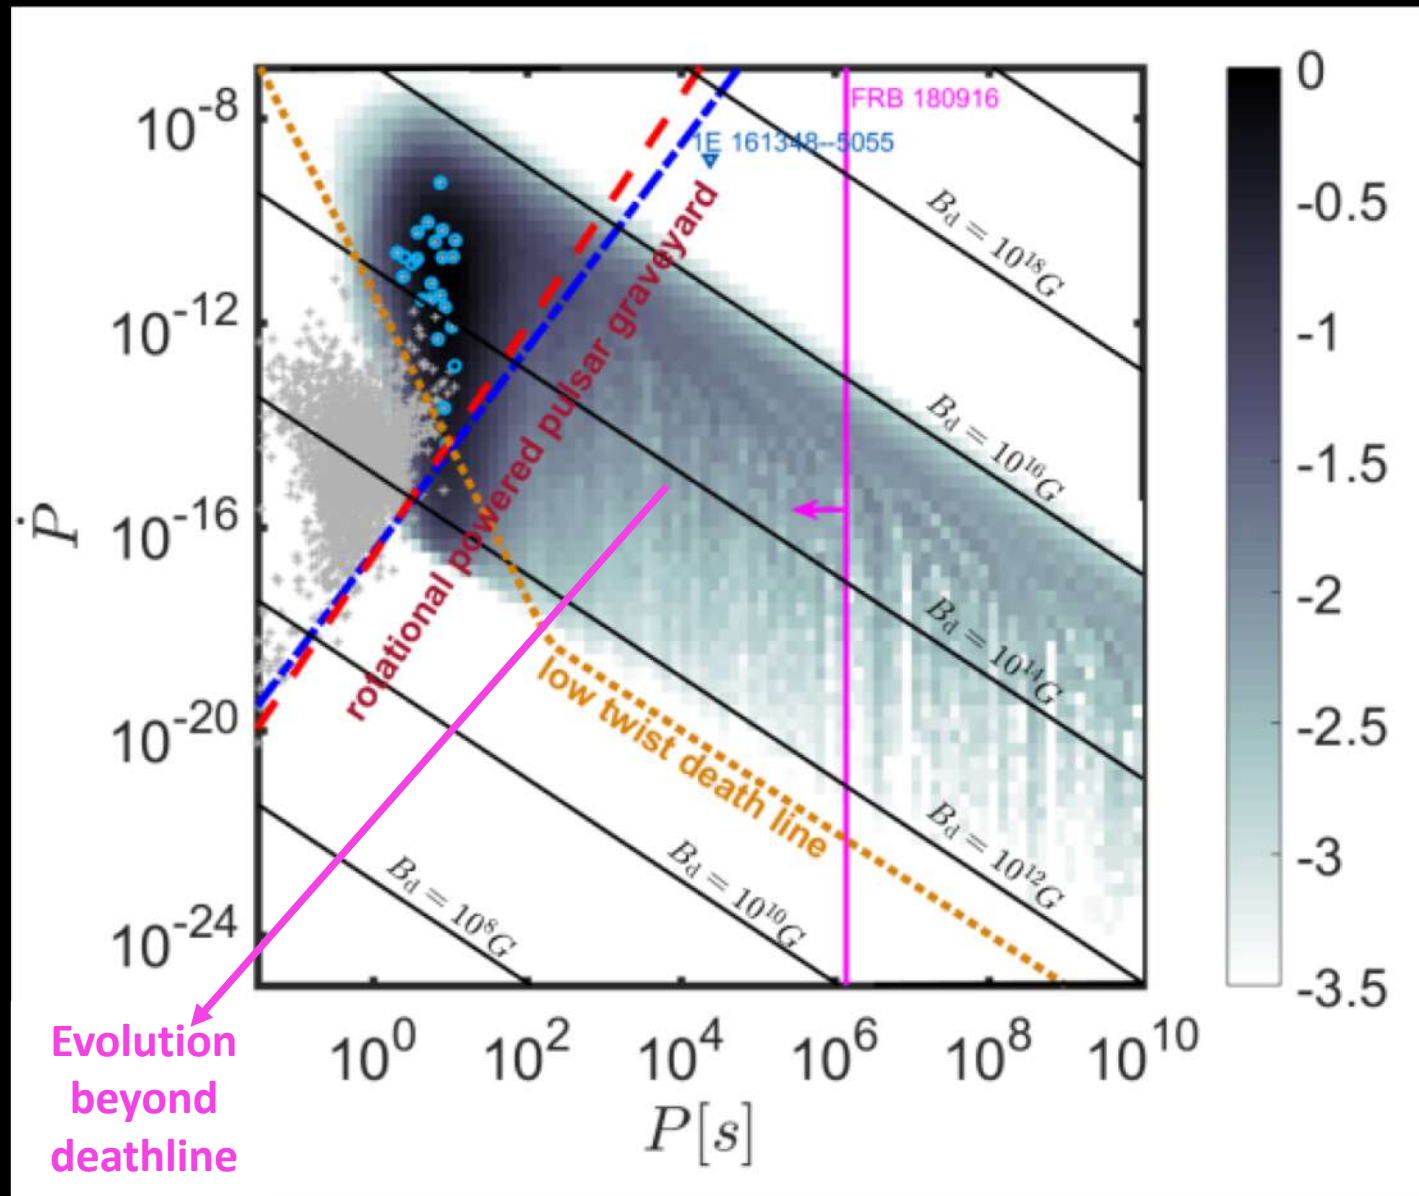 FRB 180916
1E 161348--5055
rotational powered pulsar graveyard
low twist death line
B_d = 10^18 G
B_d = 10^16 G
B_d = 10^14 G
B_d = 10^12 G
B_d = 10^10 G
B_d = 10^8 G
10^-8
10^-12
10^-16
10^-20
10^-24
Ṗ
10^0 10^2 10^4 10^6 10^8 10^10
P[s]
0
-0.5
-1
-1.5
-2
-2.5
-3
-3.5
Evolution
beyond
deathline